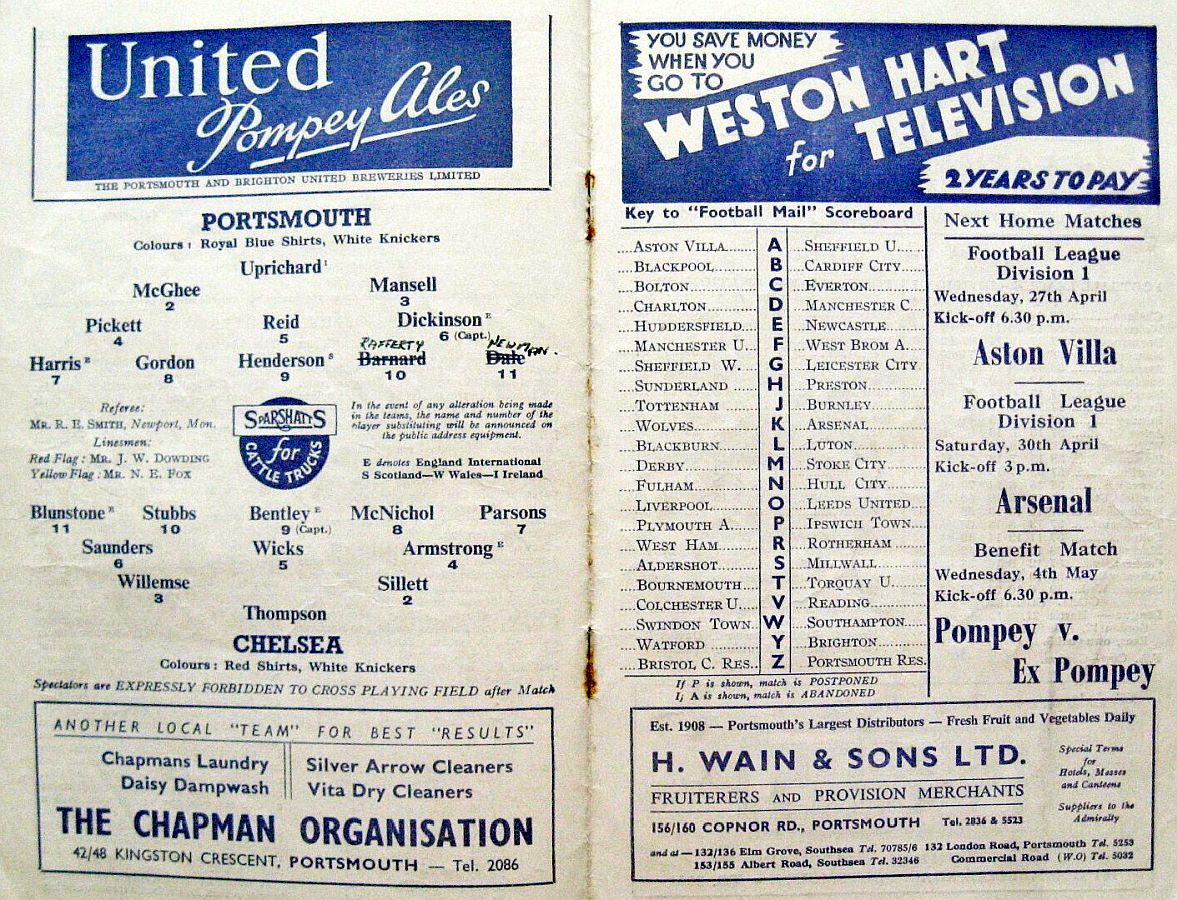 United
Pompey Ales
THE PORTSMOUTH AND BRIGHTON UNITED BREWERIES LIMITED
PORTSMOUTH
Colours : Royal Blue Shirts, White Knickers
Uprichard I
McGhee Mansell
2 3
Pickett Reid Dickinson E
4 5 6 (Capt.)
RAFFERTY NEWMAN
Harris E Gordon Henderson S Barnard Dale
7 8 9 10 11
Referee:
MR. R. E. SMITH, Newport, Mon.
Linesmen:
Red Flag : MR. J. W. DOWDING
Yellow Flag : MR. N. E. FOX
SPARSHATTS
for
CATTLE TRUCKS
In the event of any alteration being made
in the teams, the name and number of the
player substituting will be announced on
the public address equipment.
E denotes England International
S Scotland—W Wales—I Ireland
Blunstone E Stubbs Bentley E McNichol Parsons
11 10 9 (Capt.) 8 7
Saunders Wicks Armstrong E
6 5 4
Willemse Sillett
3 2
Thompson
CHELSEA
Colours : Red Shirts, White Knickers
Spectators are EXPRESSLY FORBIDDEN TO CROSS PLAYING FIELD after Match
ANOTHER LOCAL "TEAM" FOR BEST "RESULTS"
Chapmans Laundry Silver Arrow Cleaners
Daisy Dampwash Vita Dry Cleaners
THE CHAPMAN ORGANISATION
42/48 KINGSTON CRESCENT, PORTSMOUTH — Tel. 2086
YOU SAVE MONEY
WHEN YOU
GO TO
WESTON HART
for TELEVISION
2 YEARS TO PAY
Key to "Football Mail" Scoreboard
....ASTON VILLA........ A ....SHEFFIELD U......
....BLACKPOOL........ B ....CARDIFF CITY......
....BOLTON........ C ....EVERTON........
....CHARLTON........ D ....MANCHESTER C
....HUDDERSFIELD.... E ....NEWCASTLE........
....MANCHESTER U.... F ....WEST BROM A....
....SHEFFIELD W..... G ....LEICESTER CITY
....SUNDERLAND ........ H ....PRESTON........
....TOTTENHAM ........ J ....BURNLEY........
....WOLVES........ K ....ARSENAL ........
....BLACKBURN........ L ....LUTON........
....DERBY ........ M ....STOKE CITY........
....FULHAM........ N ....HULL CITY........
....LIVERPOOL........ O ....LEEDS UNITED....
....PLYMOUTH A........ P ....IPSWICH TOWN....
....WEST HAM ........ R ....ROTHERHAM ........
....ALDERSHOT........ S ....MILLWALL ........
....BOURNEMOUTH.... T ....TORQUAY U.........
....COLCHESTER U..... V ....READING........
....SWINDON TOWN.. W ....SOUTHAMPTON......
....WATFORD ........ Y ....BRIGHTON ........
....BRISTOL C. RES.. Z ....PORTSMOUTH RES.
If P is shown, match is POSTPONED
If A is shown, match is ABANDONED
Next Home Matches
Football League
Division 1
Wednesday, 27th April
Kick-off 6.30 p.m.
Aston Villa
Football League
Division 1
Saturday, 30th April
Kick-off 3 p.m.
Arsenal
Benefit Match
Wednesday, 4th May
Kick-off 6.30 p.m.
Pompey v.
Ex Pompey
Est. 1908 — Portsmouth's Largest Distributors — Fresh Fruit and Vegetables Daily
H. WAIN & SONS LTD.
FRUITERERS AND PROVISION MERCHANTS
156/160 COPNOR RD., PORTSMOUTH Tel. 2836 & 5523
Special Terms
for
Hotels, Messes
and Canteens
Suppliers to the
Admiralty
and at — 132/136 Elm Grove, Southsea Tel. 70785/6 132 London Road, Portsmouth Tel. 5253
153/155 Albert Road, Southsea Tel. 32346 Commercial Road (W.O) Tel. 5032